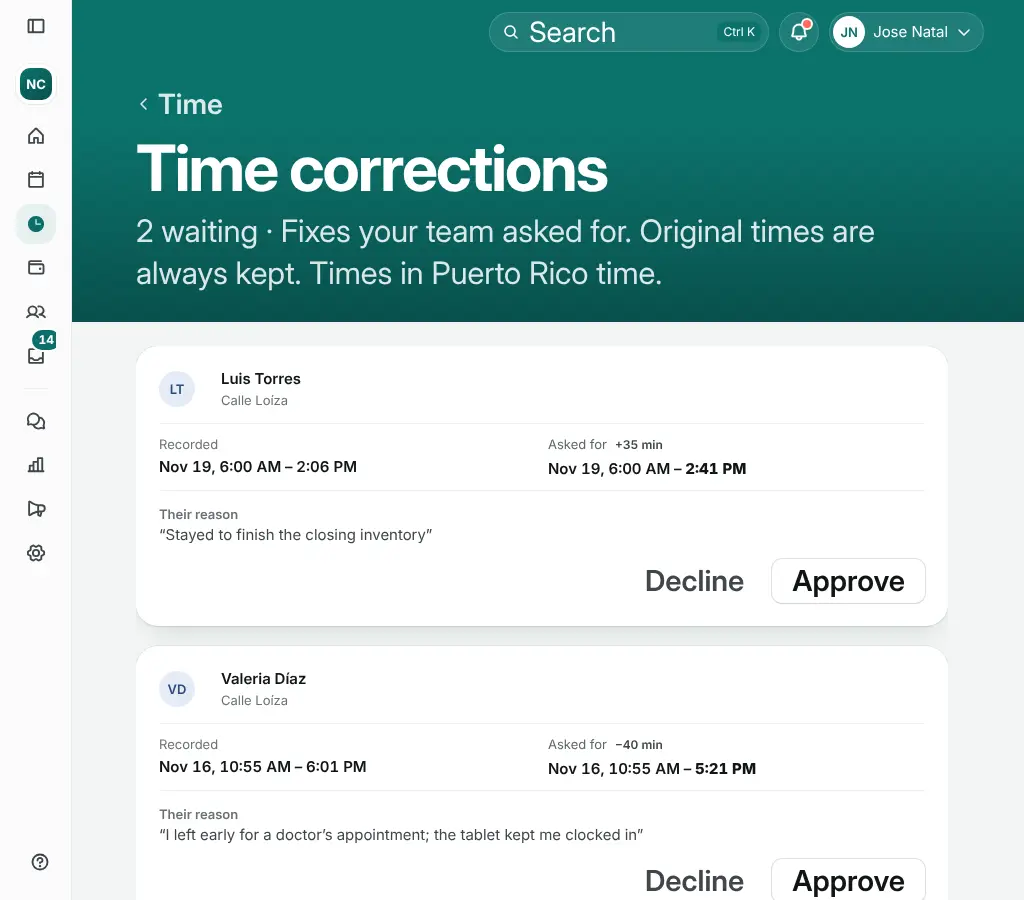 Search
Ctrl K
JN
Jose Natal
NC
Time
Time corrections
2 waiting · Fixes your team asked for. Original times are
always kept. Times in Puerto Rico time.
14
LT
Luis Torres
Calle Loíza
Recorded
Asked for +35 min
Nov 19, 6:00 AM – 2:06 PM
Nov 19, 6:00 AM – 2:41 PM
Their reason
“Stayed to finish the closing inventory”
Decline
Approve
VD
Valeria Díaz
Calle Loíza
Recorded
Asked for −40 min
Nov 16, 10:55 AM – 6:01 PM
Nov 16, 10:55 AM – 5:21 PM
Their reason
“I left early for a doctor’s appointment; the tablet kept me clocked in”
Decline
Approve